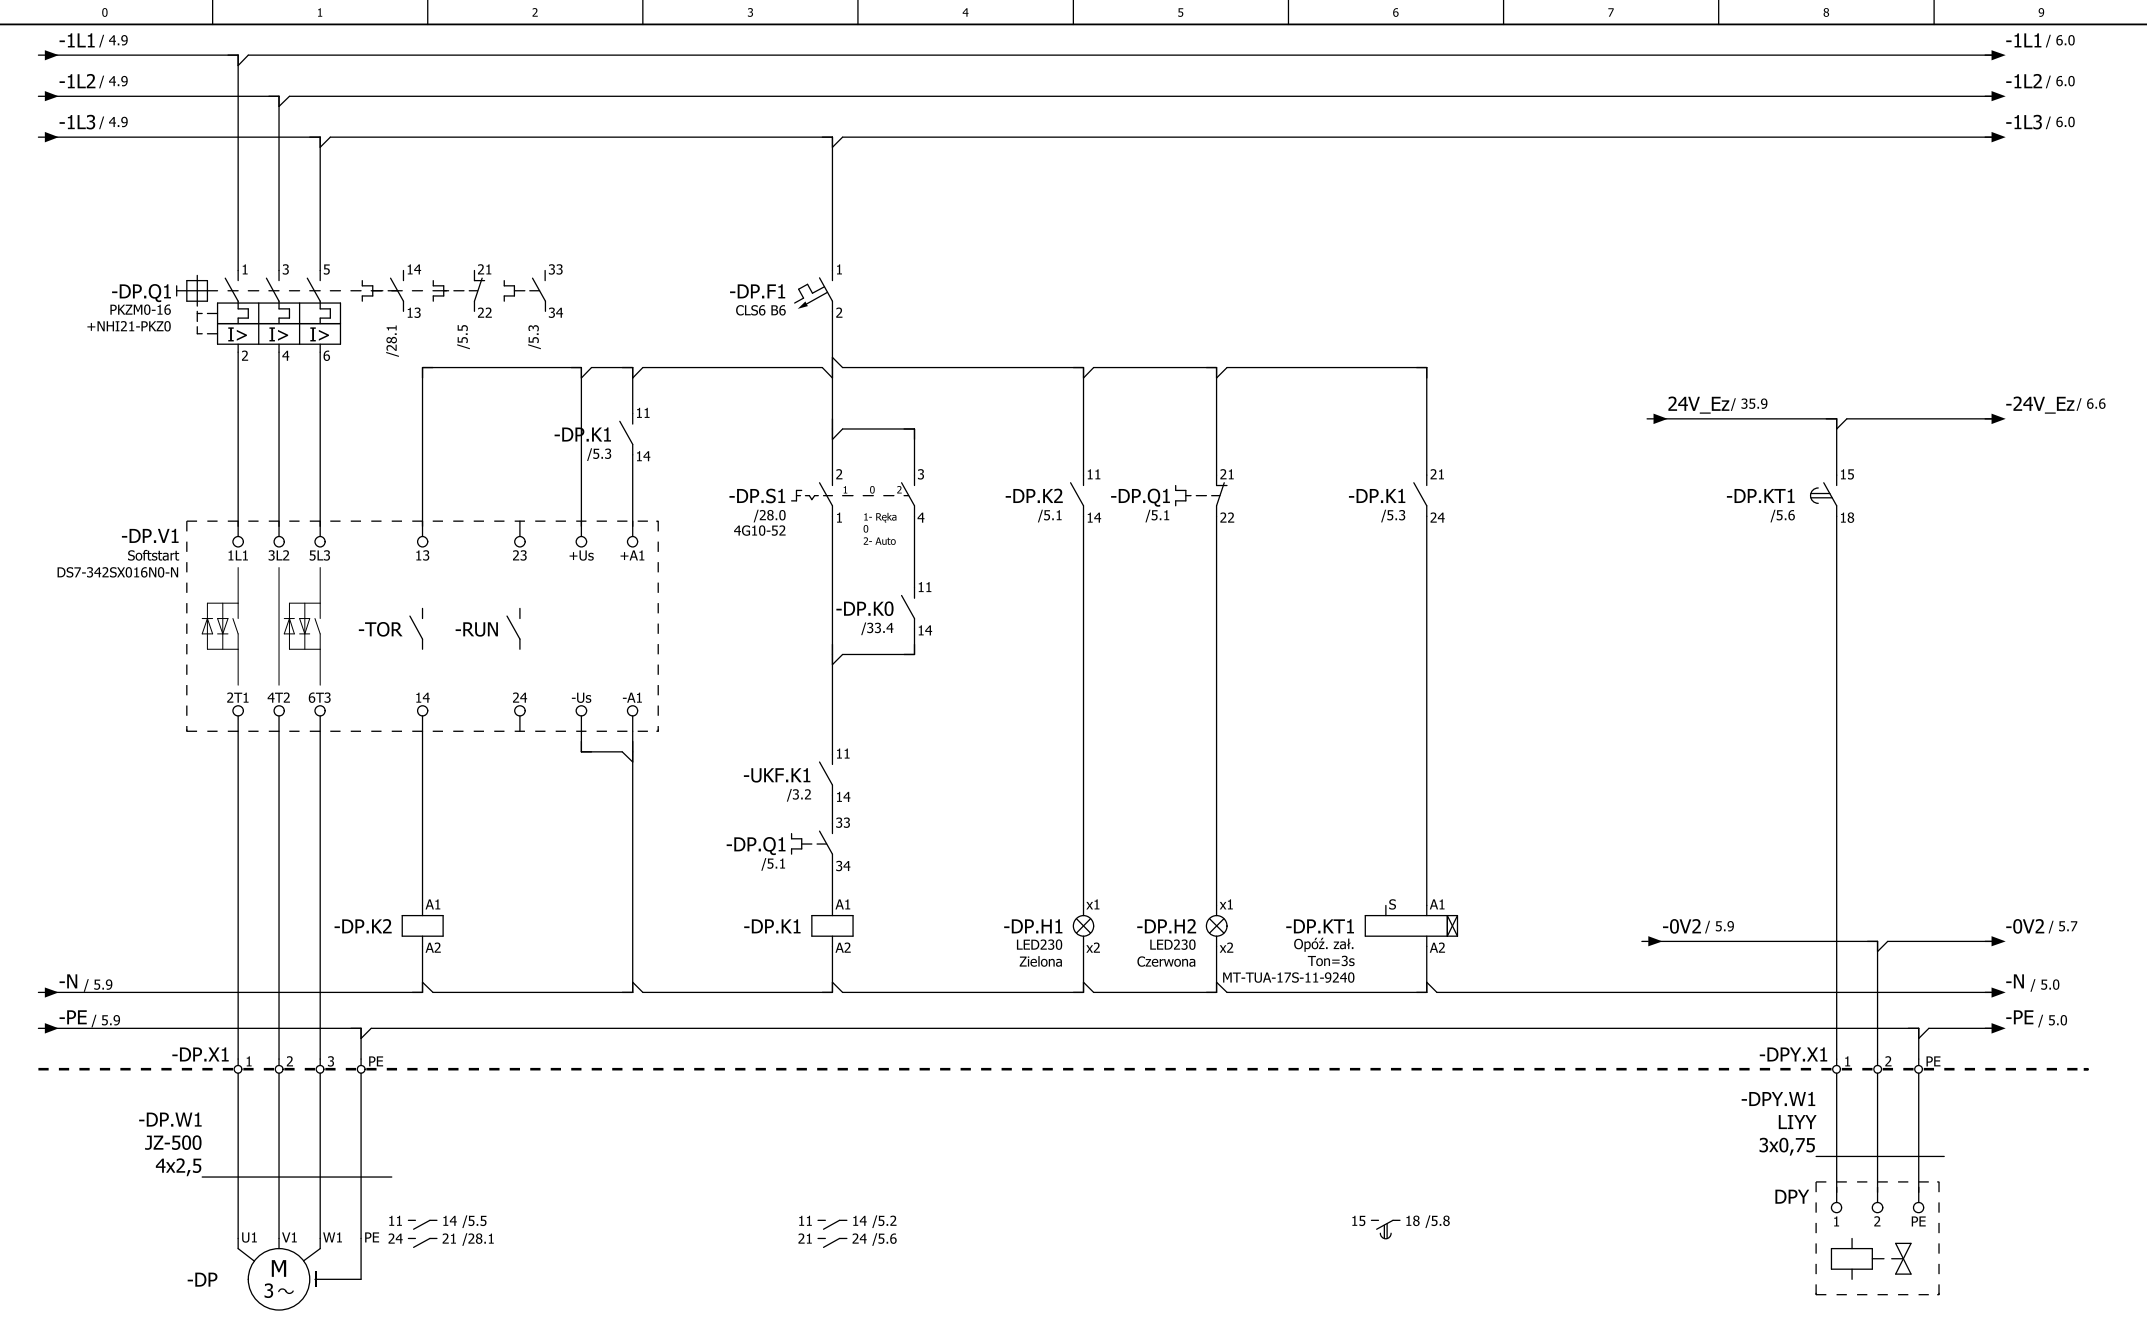 0 1 2 3 4 5 6 7 8 9
-1L1 / 4.9 -1L1 / 6.0
-1L2 / 4.9 -1L2 / 6.0
-1L3 / 4.9 -1L3 / 6.0
1 3 5 14 21 33 1
-DP.Q1 -DP.F1
PKZM0-16 CLS6 B6
+NHI21-PKZ0
I> I> I>
13 22 34 2
2 4 6 /28.1 /5.5 /5.3
24V_Ez / 35.9 -24V_Ez / 6.6
11
-DP.K1
/5.3
14
2 3 11 21 21 15
-DP.S1 F 1 0 2 -DP.K2 -DP.Q1 -DP.K1 -DP.KT1
/28.0 /5.1 /5.1 /5.3 /5.6
4G10-52
1- Ręka
0
2- Auto
1 4 14 22 24 18
-DP.V1
Softstart
DS7-342SX016N0-N
1L1 3L2 5L3 13 23 +Us +A1
11
-DP.K0
/33.4
14
-TOR -RUN
2T1 4T2 6T3 14 24 -Us -A1
11
-UKF.K1
/3.2
14
33
-DP.Q1
/5.1
34
A1 A1 x1 x1 S A1
-DP.K2 -DP.K1 -DP.H1 -DP.H2 -DP.KT1 -0V2 / 5.9 -0V2 / 5.7
A2 A2 x2 x2 A2
LED230 LED230 Opóź. zał.
Zielona Czerwona Ton=3s
MT-TUA-17S-11-9240
-N / 5.9 -N / 5.0
-PE / 5.9 -PE / 5.0
-DP.X1 1 2 3 PE -DPY.X1 1 2 PE
-DP.W1 -DPY.W1
JZ-500 LIYY
4x2,5 3x0,75
DPY
1 2 PE
11 14 /5.5 11 14 /5.2 15 18 /5.8
U1 V1 W1 PE 24 21 /28.1 21 24 /5.6
-DP M
3~